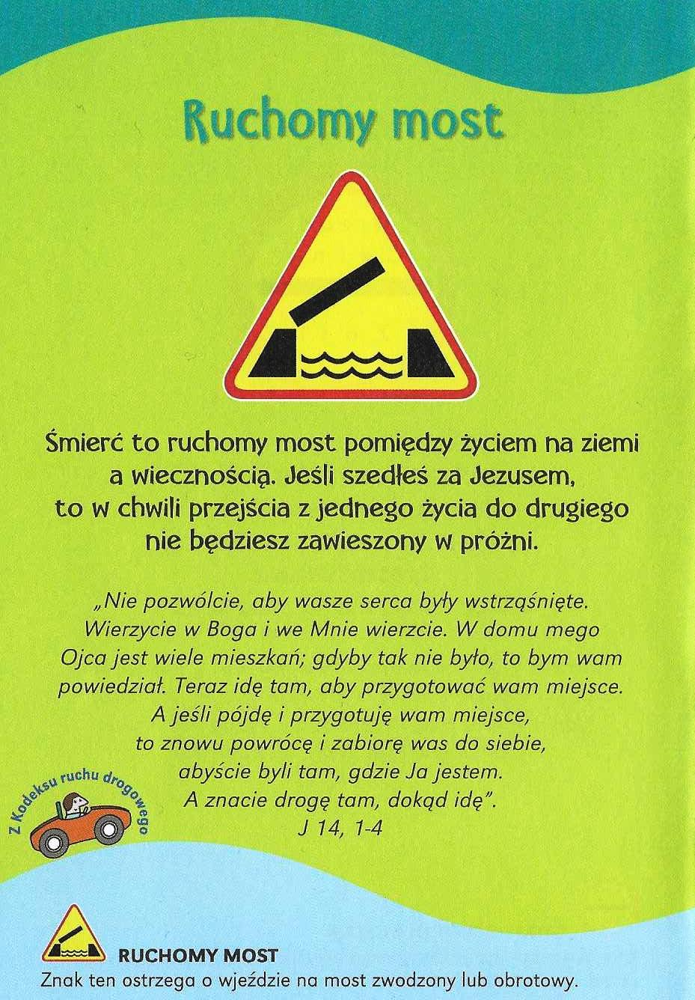 Ruchomy most
Śmierć to ruchomy most pomiędzy życiem na ziemi
a wiecznością. Jeśli szedłeś za Jezusem,
to w chwili przejścia z jednego życia do drugiego
nie będziesz zawieszony w próżni.
„Nie pozwólcie, aby wasze serca były wstrząśnięte.
Wierzycie w Boga i we Mnie wierzcie. W domu mego
Ojca jest wiele mieszkań; gdyby tak nie było, to bym wam
powiedział. Teraz idę tam, aby przygotować wam miejsce.
A jeśli pójdę i przygotuję wam miejsce,
to znowu powrócę i zabiorę was do siebie,
abyście byli tam, gdzie Ja jestem.
A znacie drogę tam, dokąd idę”.
J 14, 1-4
Z Kodeksu ruchu drogowego
RUCHOMY MOST
Znak ten ostrzega o wjeździe na most zwodzony lub obrotowy.